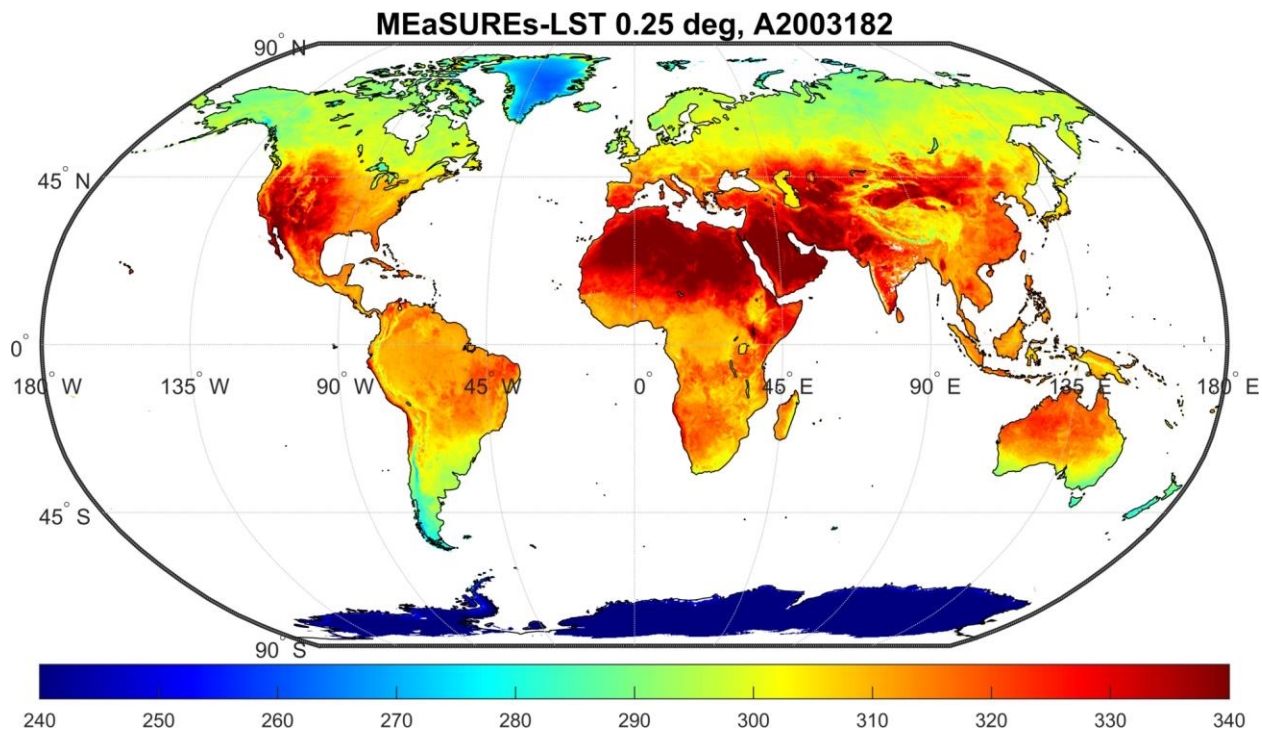 MEaSUREs-LST 0.25 deg, A2003182
90° N
45° N
0°
180° W 135° W 90° W 45° W 0° 45° E 90° E 135° E 180° E
45° S
90° S
240 250 260 270 280 290 300 310 320 330 340